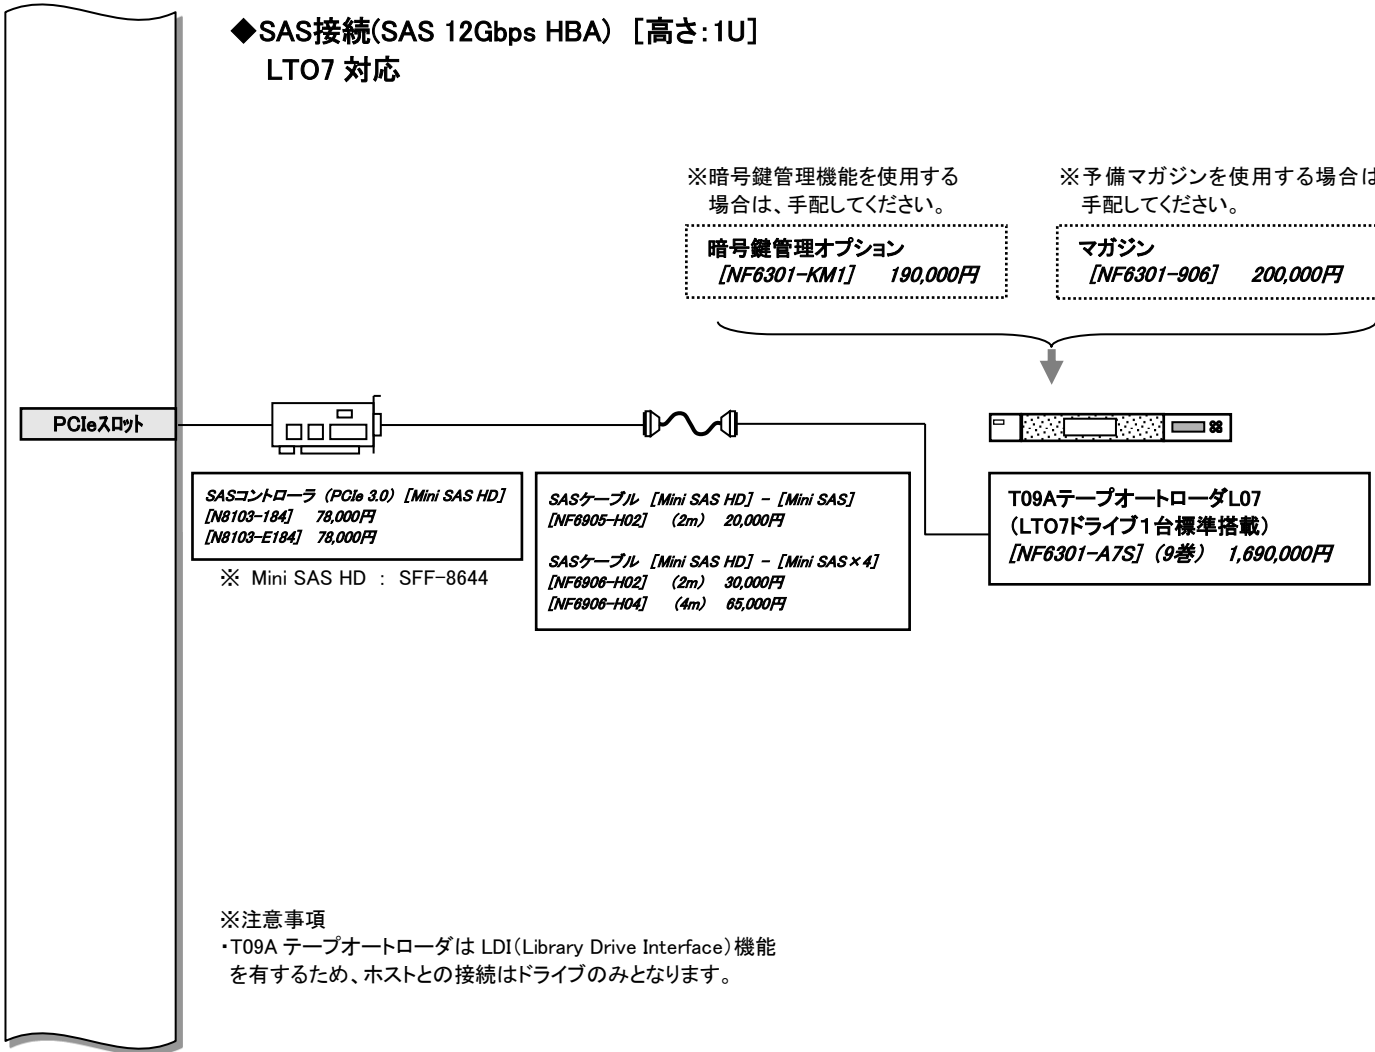 ◆SAS接続(SAS 12Gbps HBA) [高さ:1U]
LTO7 対応
※暗号鍵管理機能を使用する
場合は、手配してください。
暗号鍵管理オプション
[NF6301-KM1] 190,000円
※予備マガジンを使用する場合は
手配してください。
マガジン
[NF6301-906] 200,000円
PCIeスロット
SASコントローラ (PCIe 3.0) [Mini SAS HD]
[N8103-184] 78,000円
[N8103-E184] 78,000円
※ Mini SAS HD : SFF-8644
SASケーブル [Mini SAS HD] - [Mini SAS]
[NF6905-H02] (2m) 20,000円
SASケーブル [Mini SAS HD] - [Mini SAS×4]
[NF6906-H02] (2m) 30,000円
[NF6906-H04] (4m) 65,000円
T09AテープオートローダL07
(LTO7ドライブ1台標準搭載)
[NF6301-A7S] (9巻) 1,690,000円
※注意事項
・T09A テープオートローダは LDI(Library Drive Interface)機能
を有するため、ホストとの接続はドライブのみとなります。